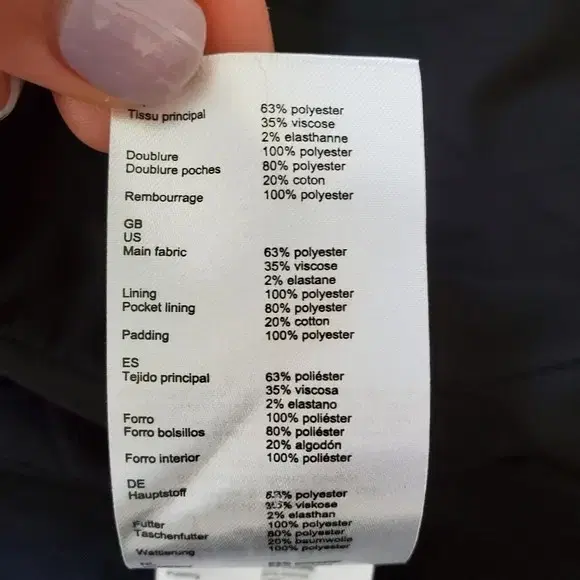 Tissu principal 63% polyester
35% viscose
2% elasthanne
Doublure 100% polyester
Doublure poches 80% polyester
20% coton
Rembourrage 100% polyester
GB
US
Main fabric 63% polyester
35% viscose
2% elastane
Lining 100% polyester
Pocket lining 80% polyester
20% cotton
Padding 100% polyester
ES
Tejido principal 63% poliéster
35% viscosa
2% elastano
Forro 100% poliéster
Forro bolsillos 80% poliéster
20% algodón
Forro interior 100% poliéster
DE
Hauptstoff 63% polyester
35% viskose
2% elasthan
Futter 100% polyester
Taschenfutter 80% polyester
20% baumwolle
Wattierung 100% polyester